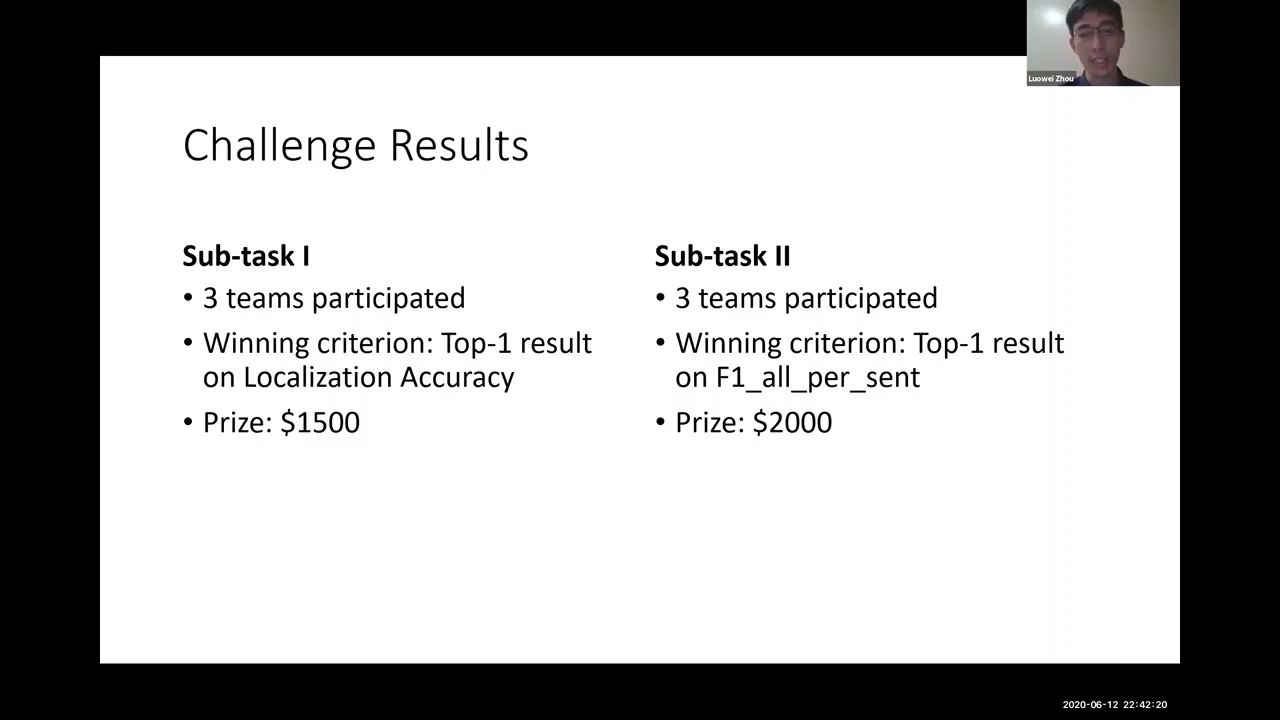 Luowei Zhou
Challenge Results
Sub-task I
• 3 teams participated
• Winning criterion: Top-1 result
on Localization Accuracy
• Prize: $1500
Sub-task II
• 3 teams participated
• Winning criterion: Top-1 result
on F1_all_per_sent
• Prize: $2000
2020-06-12 22:42:20